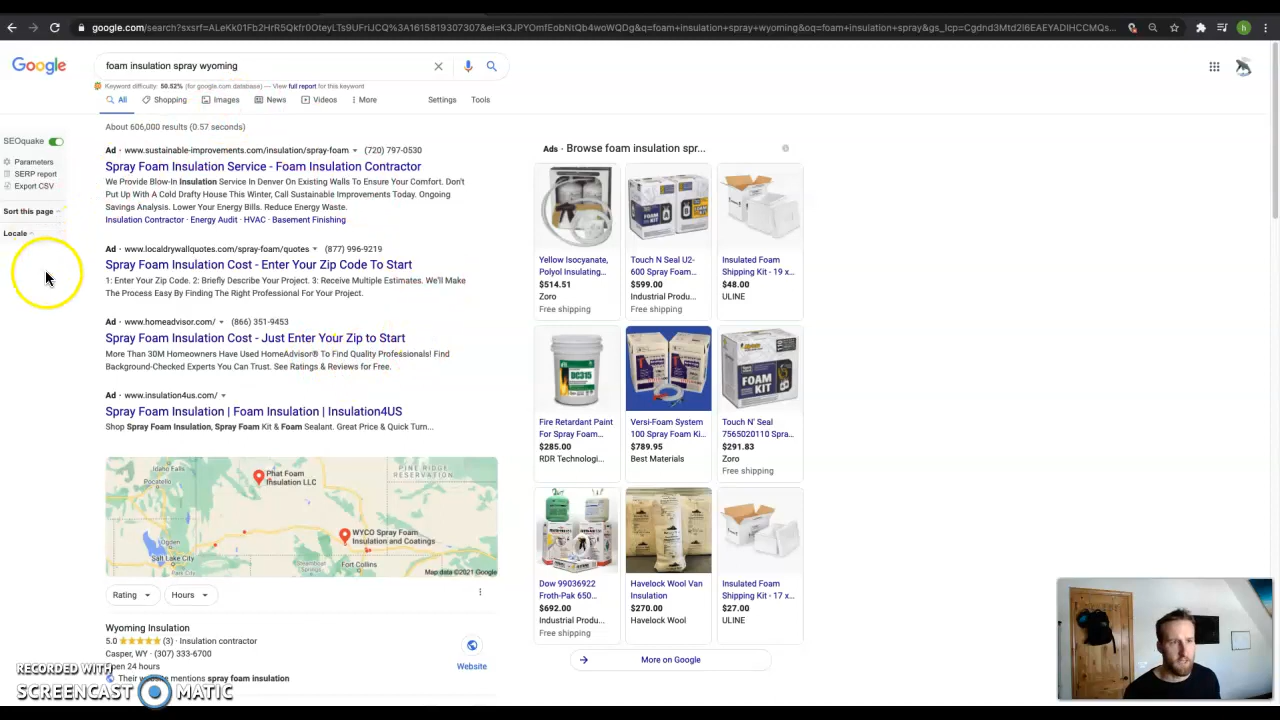 google.com/search?sxsrf=ALeKk01Fb2HrR5Qkfr0OteyLTs9UFriJCQ%3A1615819307307&ei=K3JPYOmfEobNtQb4woWQDg&q=foam+insulation+spray+wyoming&oq=foam+insulation+spray&gs_lcp=Cgdnd3Mtd2l6EAEYADIHCCMQs...
h
Google
foam insulation spray wyoming
Keyword difficulty: 50.52% (for google.com database) — View full report for this keyword
All
Shopping
Images
News
Videos
More
Settings
Tools
About 606,000 results (0.57 seconds)
SEOquake
Parameters
SERP report
Export CSV
Sort this page
Locale
Ad · www.sustainable-improvements.com/insulation/spray-foam (720) 797-0530
Spray Foam Insulation Service - Foam Insulation Contractor
We Provide Blow-In Insulation Service In Denver On Existing Walls To Ensure Your Comfort. Don't
Put Up With A Cold Drafty House This Winter, Call Sustainable Improvements Today. Ongoing
Savings Analysis. Lower Your Energy Bills. Reduce Energy Waste.
Insulation Contractor · Energy Audit · HVAC · Basement Finishing
Ad · www.localdrywallquotes.com/spray-foam/quotes (877) 996-9219
Spray Foam Insulation Cost - Enter Your Zip Code To Start
1: Enter Your Zip Code. 2: Briefly Describe Your Project. 3: Receive Multiple Estimates. We'll Make
The Process Easy By Finding The Right Professional For Your Project.
Ad · www.homeadvisor.com/ (866) 351-9453
Spray Foam Insulation Cost - Just Enter Your Zip to Start
More Than 30M Homeowners Have Used HomeAdvisor® To Find Quality Professionals! Find
Background-Checked Experts You Can Trust. See Ratings & Reviews for Free.
Ad · www.insulation4us.com/
Spray Foam Insulation | Foam Insulation | Insulation4US
Shop Spray Foam Insulation, Spray Foam Kit & Foam Sealant. Great Price & Quick Turn...
Idaho Falls
Pocatello
Phat Foam
Insulation LLC
PINE RIDGE
RESERVATION
WYCO Spray Foam
Insulation and Coatings
Ogden
Salt Lake City
Fort Collins
Map data ©2021 Google
Rating
Hours
Wyoming Insulation
5.0 (3) · Insulation contractor
Casper, WY · (307) 333-6700
Open 24 hours
Their website mentions spray foam insulation
Website
Ads · Browse foam insulation spr...
Yellow Isocyanate,
Polyol Insulating...
$514.51
Zoro
Free shipping
Touch N Seal U2-
600 Spray Foam...
$599.00
Industrial Produ...
Free shipping
Insulated Foam
Shipping Kit - 19 x...
$48.00
ULINE
Fire Retardant Paint
For Spray Foam...
$285.00
RDR Technologi...
Versi-Foam System
100 Spray Foam Ki...
$789.95
Best Materials
Touch N' Seal
7565020110 Spra...
$291.83
Zoro
Free shipping
Dow 99036922
Froth-Pak 650...
$692.00
Industrial Produ...
Free shipping
Havelock Wool Van
Insulation
$270.00
Havelock Wool
Insulated Foam
Shipping Kit - 17 x...
$27.00
ULINE
More on Google
RECORDED WITH
SCREENCAST MATIC